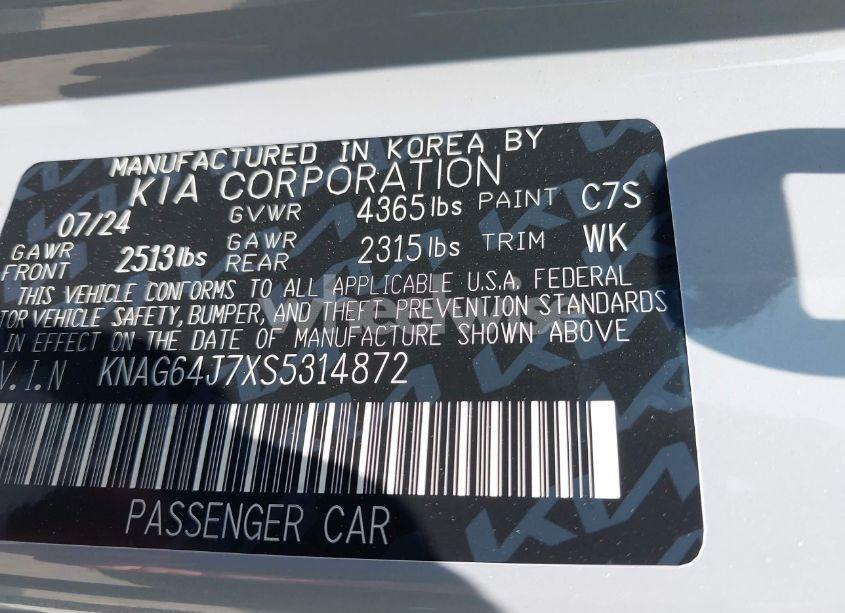 MANUFACTURED IN KOREA BY
KIA CORPORATION
07/24 GVWR 4365 lbs PAINT C7S
GAWR FRONT 2513 lbs GAWR REAR 2315 lbs TRIM WK
THIS VEHICLE CONFORMS TO ALL APPLICABLE U.S.A. FEDERAL
TOR VEHICLE SAFETY, BUMPER, AND THEFT PREVENTION STANDARDS
IN EFFECT ON THE DATE OF MANUFACTURE SHOWN ABOVE
V.I.N KNAG64J7XS5314872
PASSENGER CAR